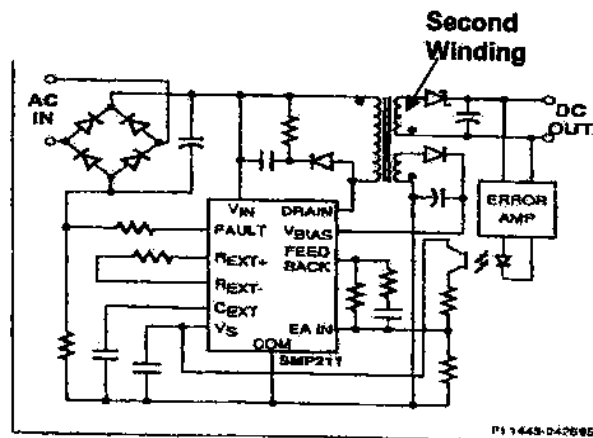 Second
Winding
AC
IN
DC
OUT
ERROR
AMP
VIN
DRAIN
FAULT
VBIAS
REXT+
FEED
BACK
REXT-
CEXT
VS
EA IN
COM
SMP211